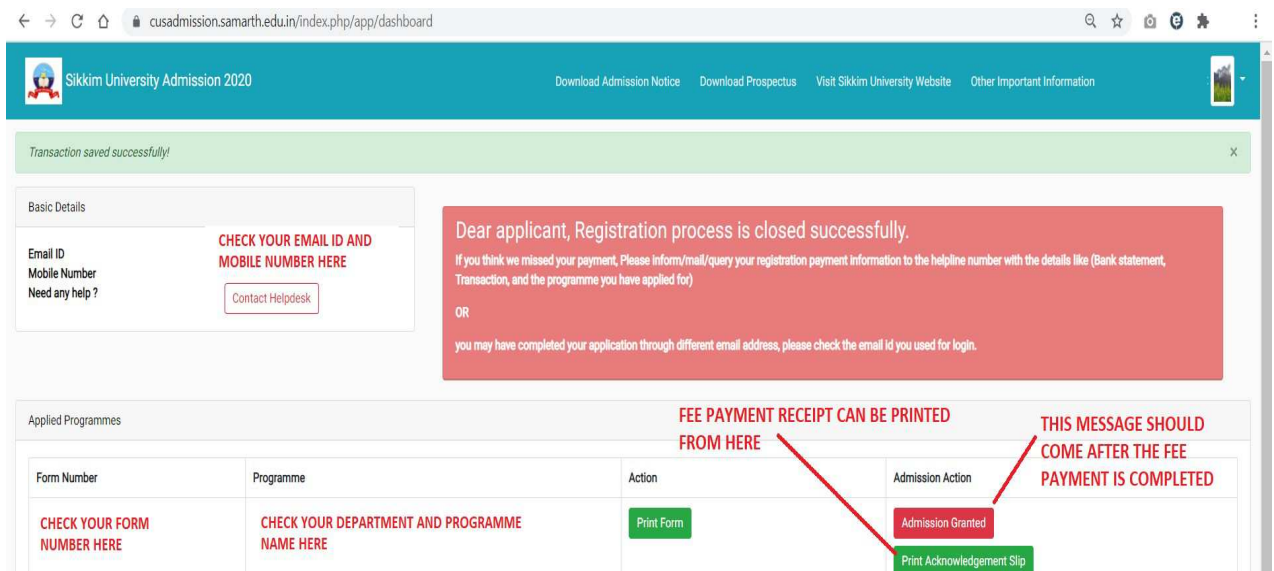 cusadmission.samarth.edu.in/index.php/app/dashboard
Sikkim University Admission 2020
Download Admission Notice
Download Prospectus
Visit Sikkim University Website
Other Important Information
Transaction saved successfully!
X
Basic Details
Email ID
Mobile Number
Need any help ?
CHECK YOUR EMAIL ID AND
MOBILE NUMBER HERE
Contact Helpdesk
Dear applicant, Registration process is closed successfully.
If you think we missed your payment, Please inform/mail/query your registration payment information to the helpline number with the details like (Bank statement,
Transaction, and the programme you have applied for)
OR
you may have completed your application through different email address, please check the email id you used for login.
Applied Programmes
FEE PAYMENT RECEIPT CAN BE PRINTED
FROM HERE
THIS MESSAGE SHOULD
COME AFTER THE FEE
PAYMENT IS COMPLETED
Form Number
Programme
Action
Admission Action
CHECK YOUR FORM
NUMBER HERE
CHECK YOUR DEPARTMENT AND PROGRAMME
NAME HERE
Print Form
Admission Granted
Print Acknowledgement Slip